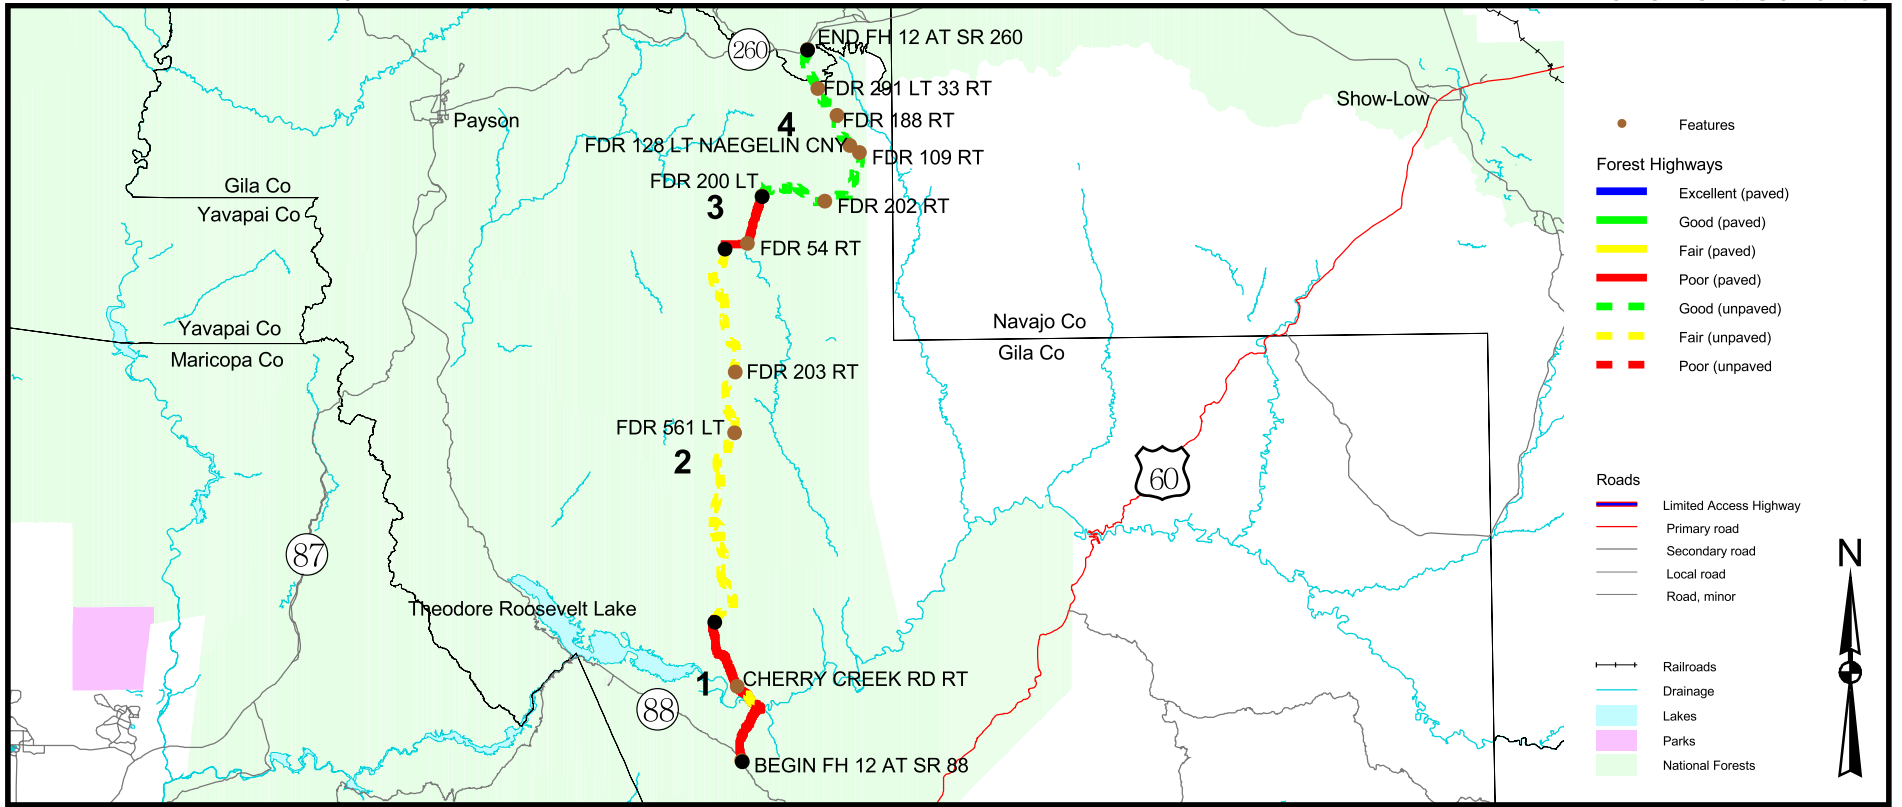 END FH 12 AT SR 260
260
FDR 291 LT 33 RT
Show-Low
Payson
4
FDR 188 RT
FDR 128 LT NAEGELIN CNY
FDR 109 RT
FDR 200 LT
Gila Co
Yavapai Co
3
FDR 202 RT
FDR 54 RT
Yavapai Co
Maricopa Co
Navajo Co
Gila Co
FDR 203 RT
FDR 561 LT
2
60
87
Theodore Roosevelt Lake
1
CHERRY CREEK RD RT
88
BEGIN FH 12 AT SR 88
Features
Forest Highways
Excellent (paved)
Good (paved)
Fair (paved)
Poor (paved)
Good (unpaved)
Fair (unpaved)
Poor (unpaved
Roads
Limited Access Highway
Primary road
Secondary road
Local road
Road, minor
N
Railroads
Drainage
Lakes
Parks
National Forests